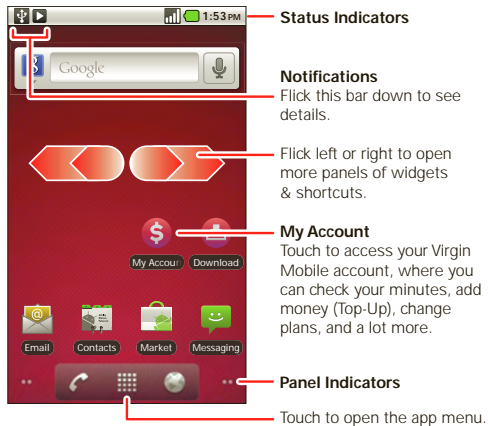 1:53 PM
Status Indicators
8 Google
Notifications
Flick this bar down to see
details.
Flick left or right to open
more panels of widgets
& shortcuts.
$
My Accoun
Download
My Account
Touch to access your Virgin
Mobile account, where you
can check your minutes, add
money (Top-Up), change
plans, and a lot more.
@
Email
Contacts
Market
Messaging
Panel Indicators
Touch to open the app menu.